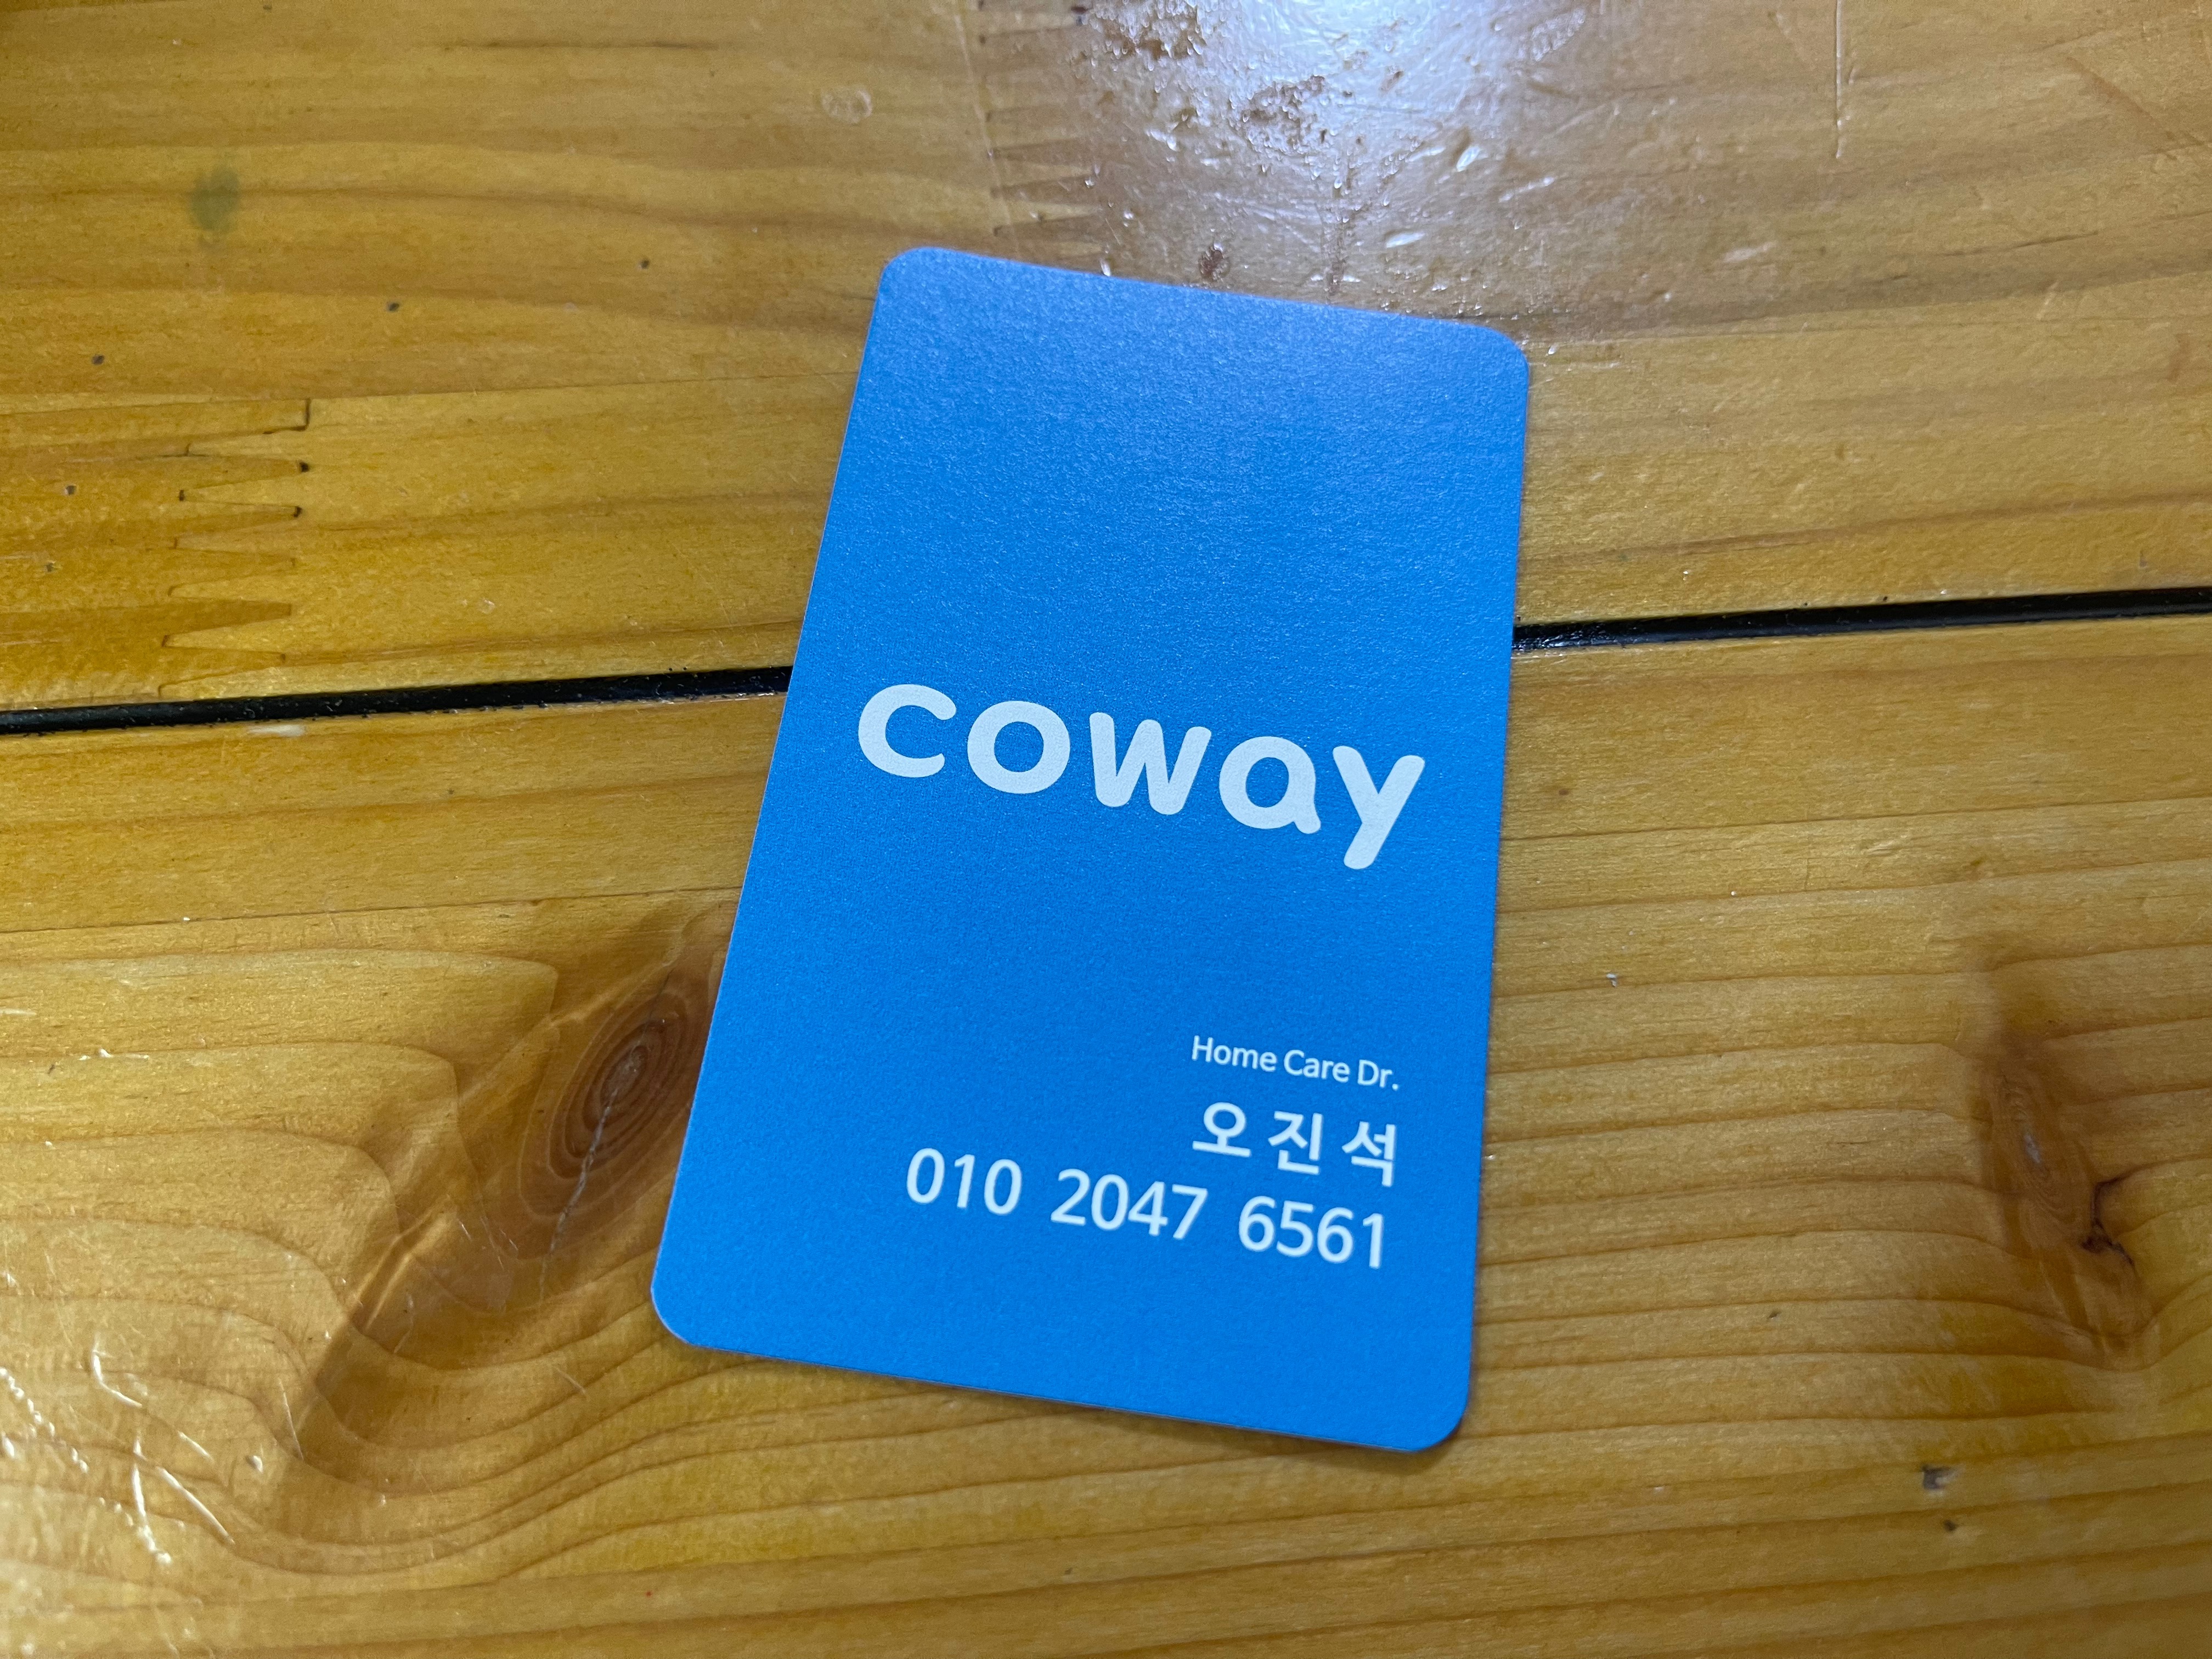 coway
Home Care Dr.
오진석
010 2047 6561